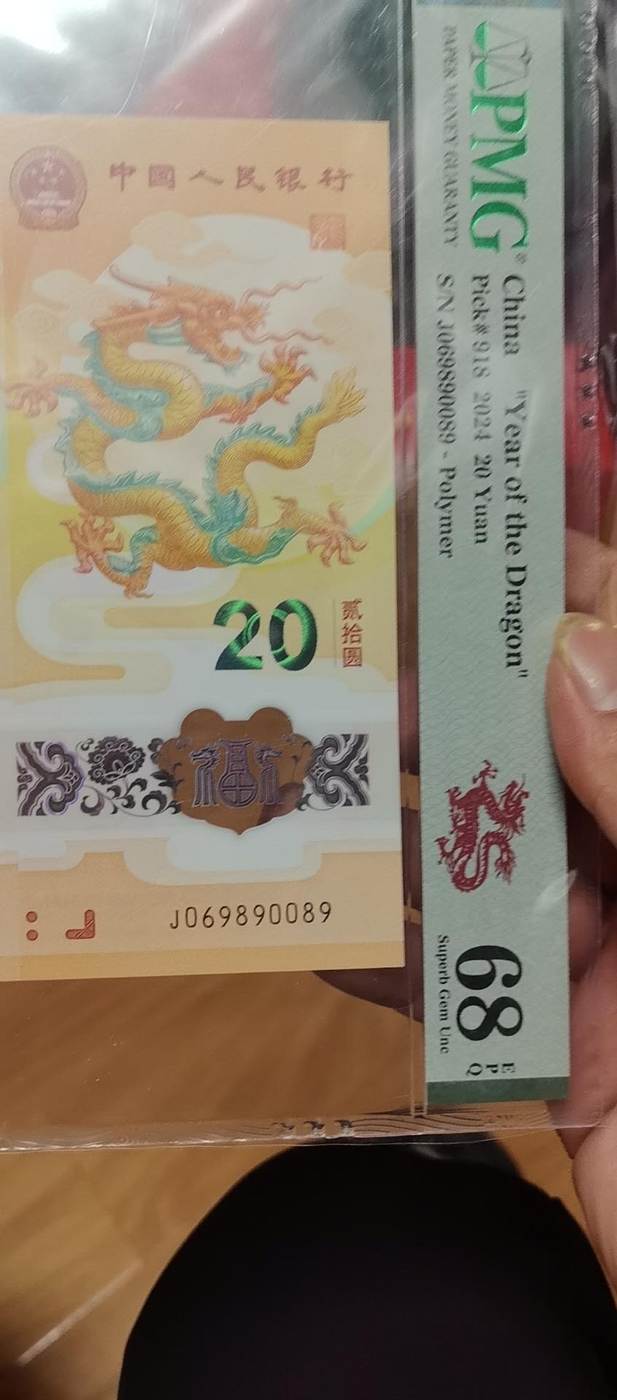 PMG®
PAPER MONEY GUARANTY
China "Year of the Dragon"
Pick# 918 2024 20 Yuan
S/N J069890089 - Polymer
68
EPQ
Superb Gem Unc
中国人民银行
20
贰拾圆
福
J069890089